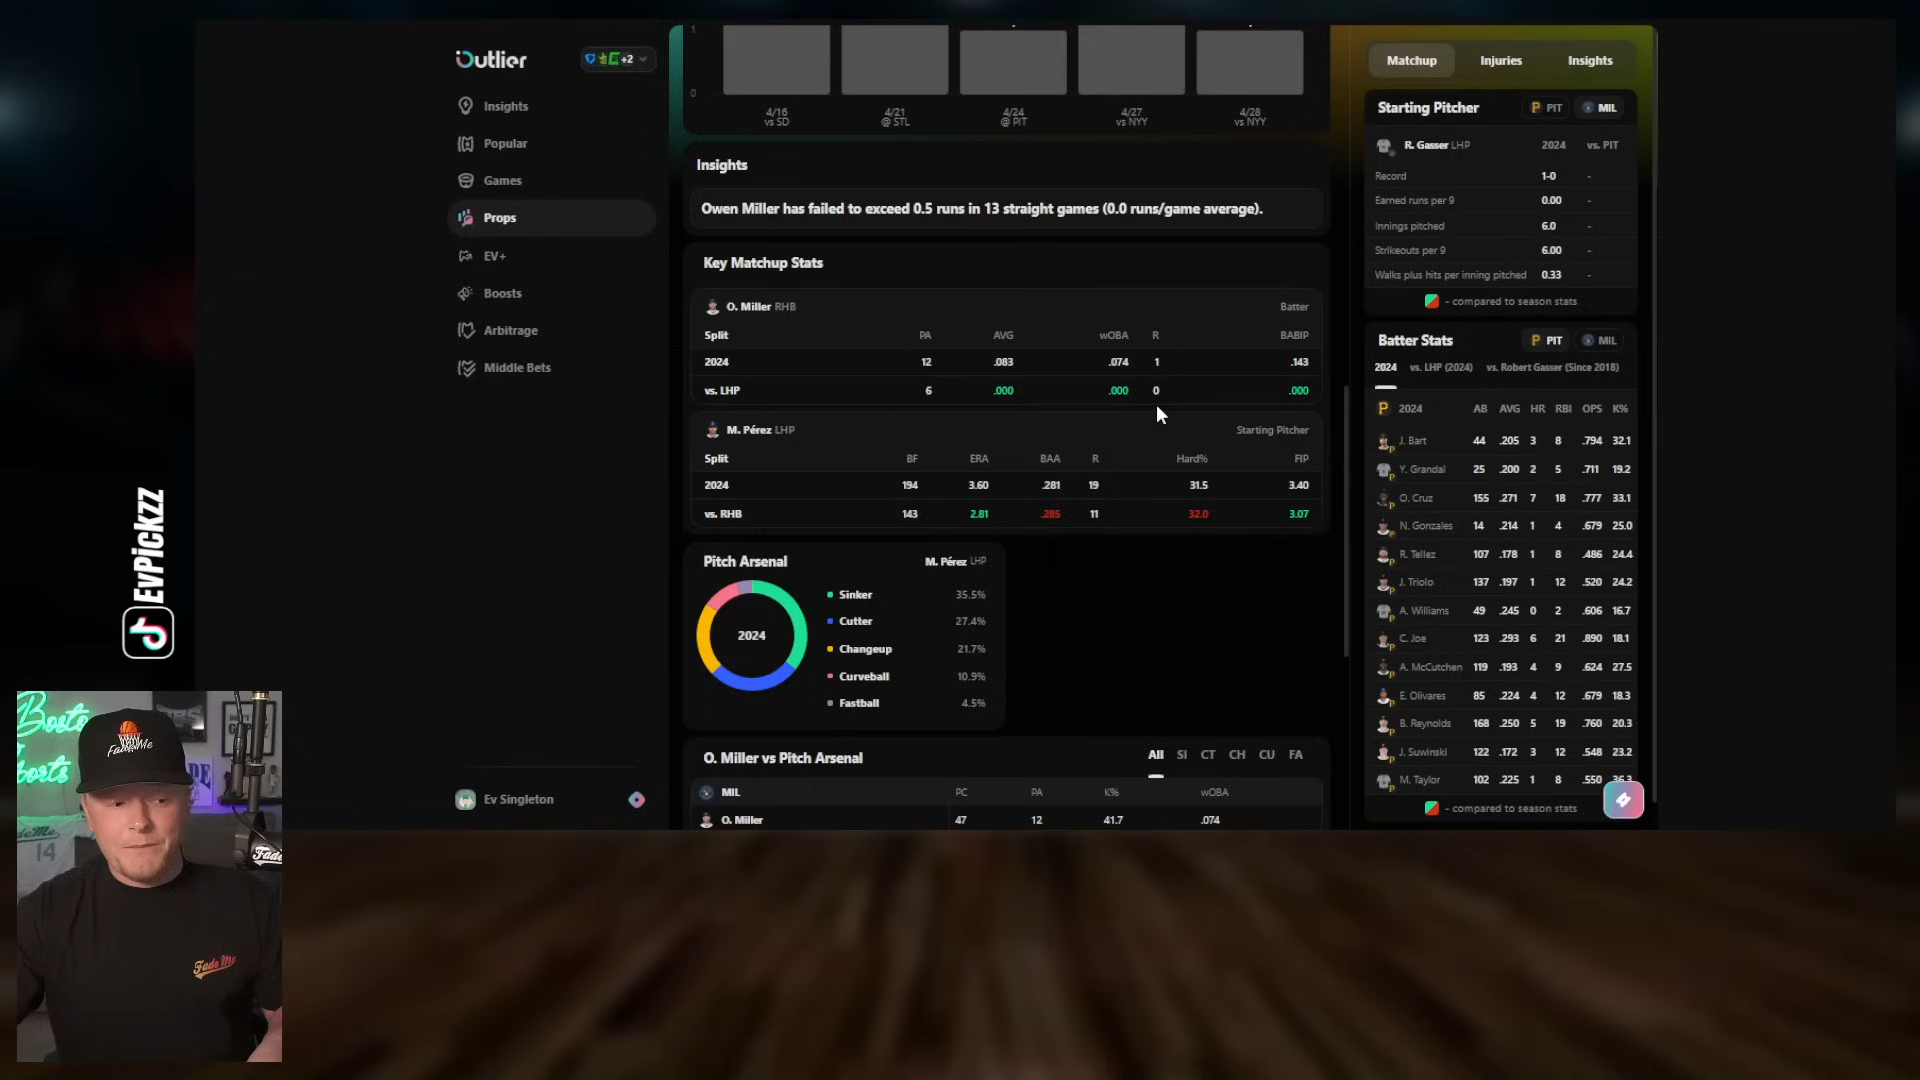 Outlier
+2
Insights
Popular
Games
Props
EV+
Boosts
Arbitrage
Middle Bets
Ev Singleton
1
0
4/16
vs SD
4/21
@ STL
4/24
@ PIT
4/27
vs NYY
4/28
vs NYY
Insights
Owen Miller has failed to exceed 0.5 runs in 13 straight games (0.0 runs/game average).
Key Matchup Stats
O. Miller RHB Batter
Split PA AVG wOBA R BABIP
2024 12 .083 .074 1 .143
vs. LHP 6 .000 .000 0 .000
M. Pérez LHP Starting Pitcher
Split BF ERA BAA R Hard% FIP
2024 194 3.60 .281 19 31.5 3.40
vs. RHB 143 2.81 .285 11 32.0 3.07
Pitch Arsenal M. Pérez LHP
2024
Sinker 35.5%
Cutter 27.4%
Changeup 21.7%
Curveball 10.9%
Fastball 4.5%
O. Miller vs Pitch Arsenal All SI CT CH CU FA
MIL PC PA K% wOBA
O. Miller 47 12 41.7 .074
Matchup Injuries Insights
Starting Pitcher PIT MIL
R. Gasser LHP 2024 vs. PIT
Record 1-0 -
Earned runs per 9 0.00 -
Innings pitched 6.0 -
Strikeouts per 9 6.00 -
Walks plus hits per inning pitched 0.33 -
- compared to season stats
Batter Stats PIT MIL
2024 vs. LHP (2024) vs. Robert Gasser (Since 2018)
2024 AB AVG HR RBI OPS K%
J. Bart 44 .205 3 8 .794 32.1
Y. Grandal 25 .200 2 5 .711 19.2
O. Cruz 155 .271 7 18 .777 33.1
N. Gonzales 14 .214 1 4 .679 25.0
R. Tellez 107 .178 1 8 .486 24.4
J. Triolo 137 .197 1 12 .520 24.2
A. Williams 49 .245 0 2 .606 16.7
C. Joe 123 .293 6 21 .890 18.1
A. McCutchen 119 .193 4 9 .624 27.5
E. Olivares 85 .224 4 12 .679 18.3
B. Reynolds 168 .250 5 19 .760 20.3
J. Suwinski 122 .172 3 12 .548 23.2
M. Taylor 102 .225 1 8 .550 36.3
- compared to season stats
EvPickzz
Fade Me
Fade Me
14